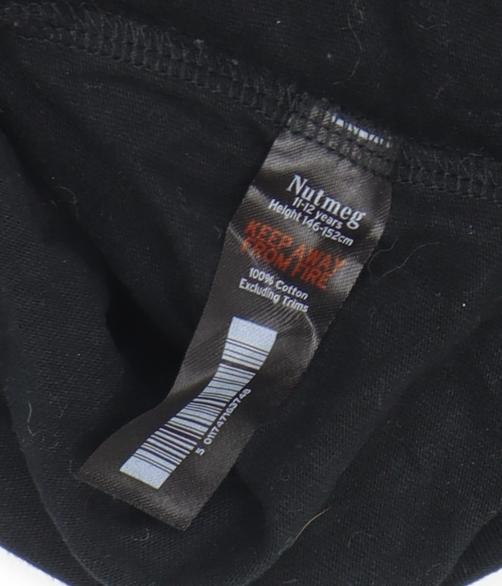 Nutmeg
11-12 years
Height 146-152cm
KEEP AWAY
FROM FIRE
100% Cotton
Excluding Trims